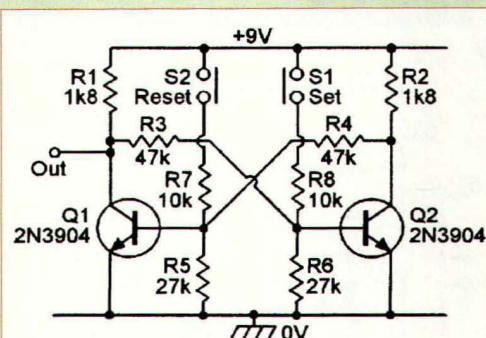 +9V
R1
1k8
S2
Reset
S1
Set
R2
1k8
R3
47k
R4
47k
Out
R7
10k
R8
10k
Q1
2N3904
Q2
2N3904
R5
27k
R6
27k
0V